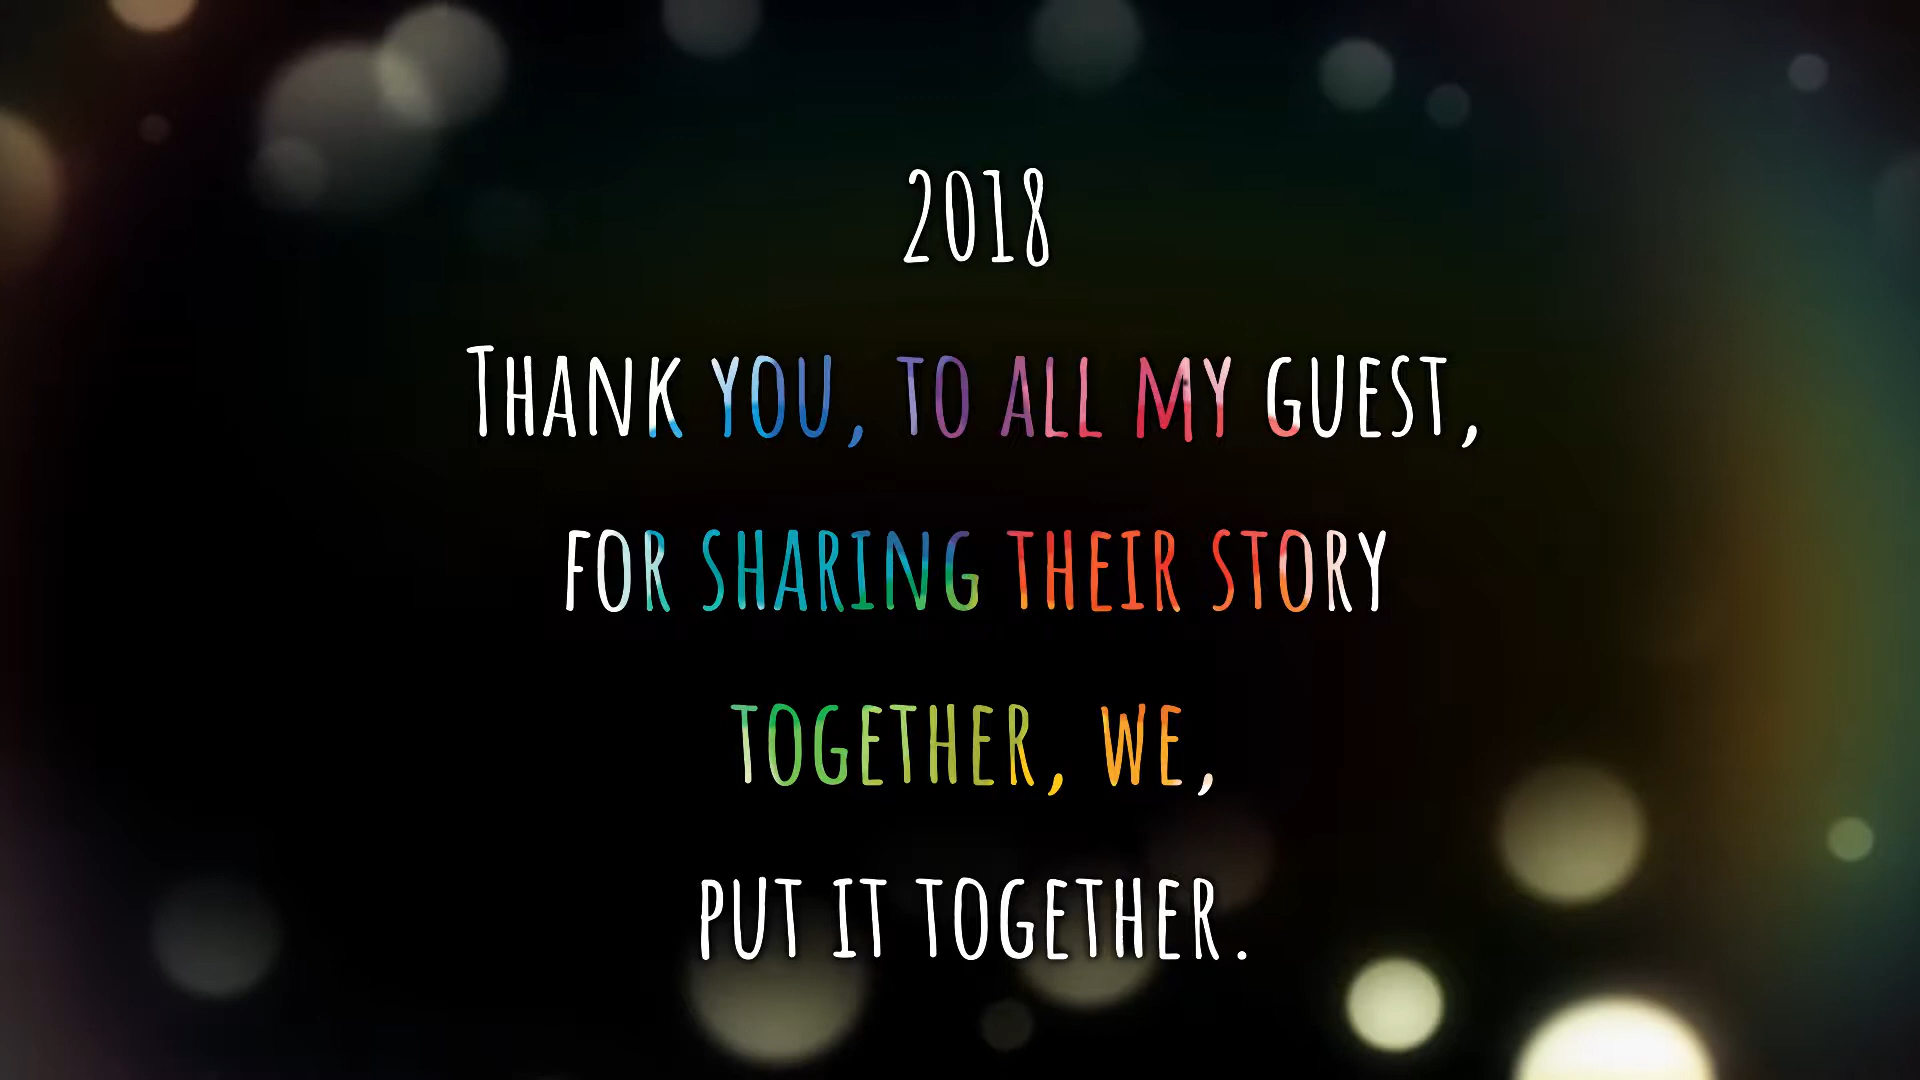 2018
Thank you, to all my guest,
for sharing their story
together, we,
put it together.